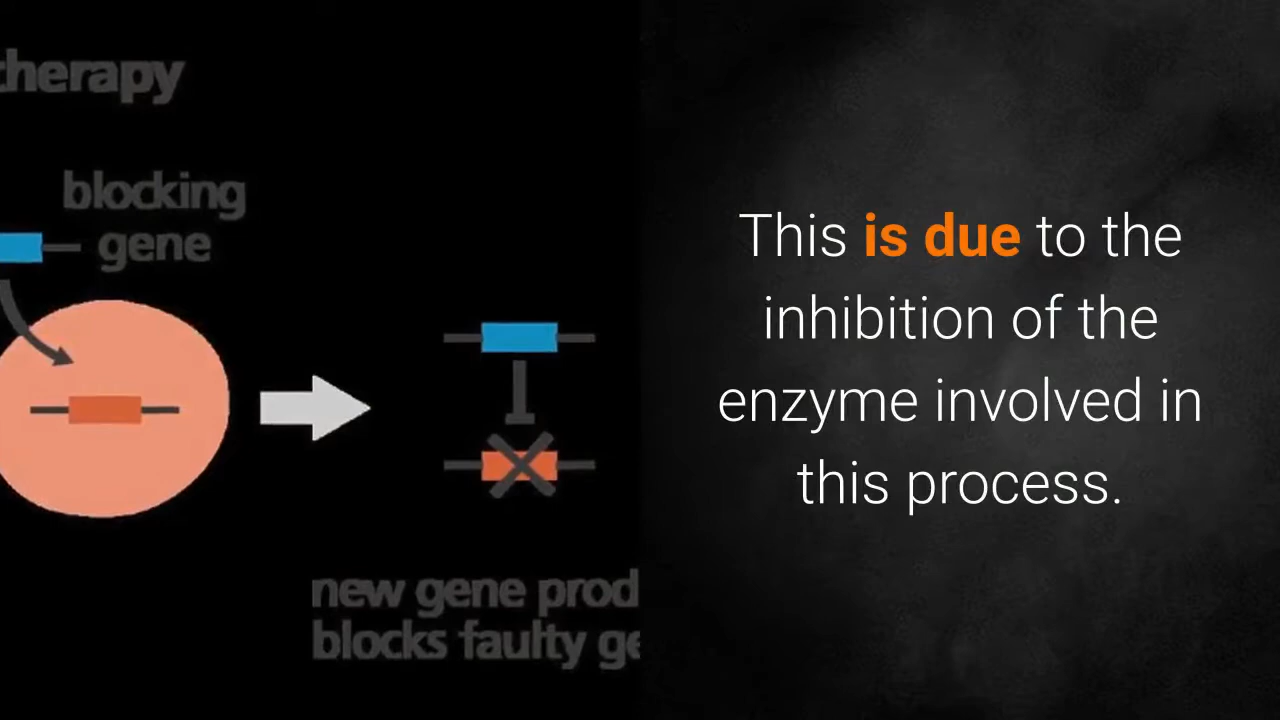 therapy
blocking
gene
new gene prod
blocks faulty ge
This is due to the
inhibition of the
enzyme involved in
this process.